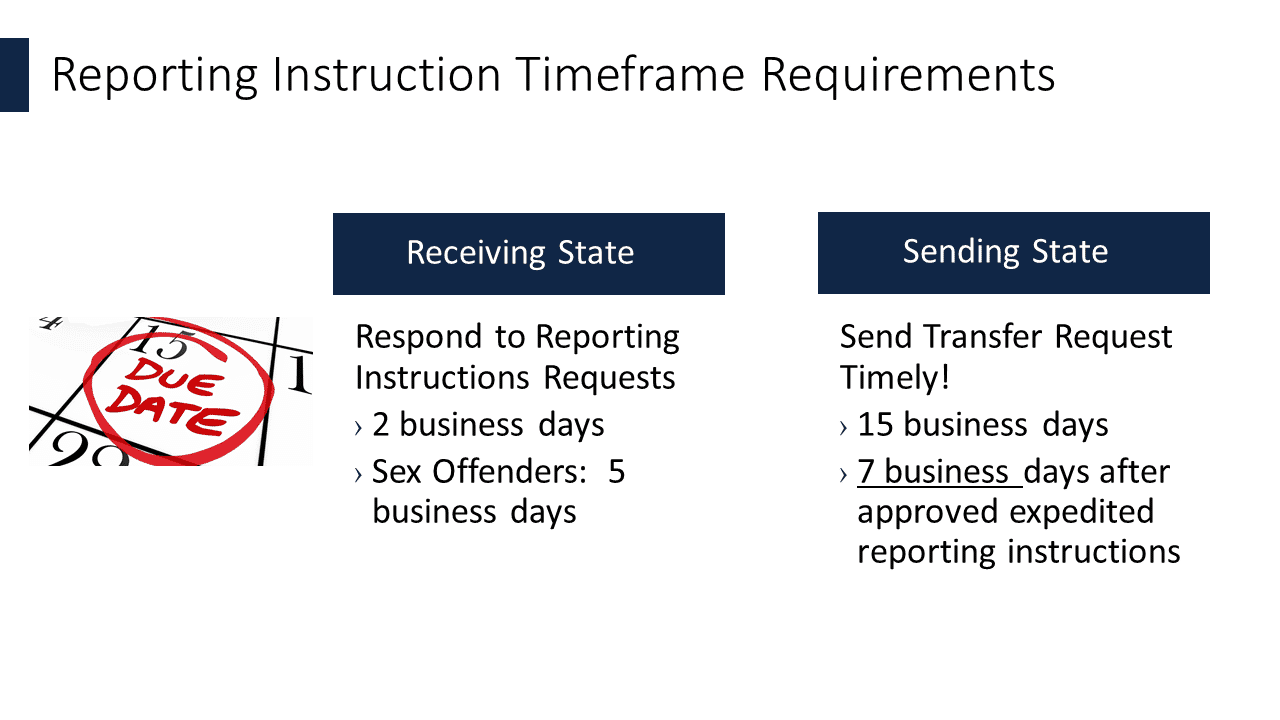 Reporting Instruction Timeframe Requirements
Receiving State
Respond to Reporting
Instructions Requests
› 2 business days
› Sex Offenders: 5
business days
Sending State
Send Transfer Request
Timely!
› 15 business days
› 7 business days after
approved expedited
reporting instructions
4
15
DUE
DATE
1